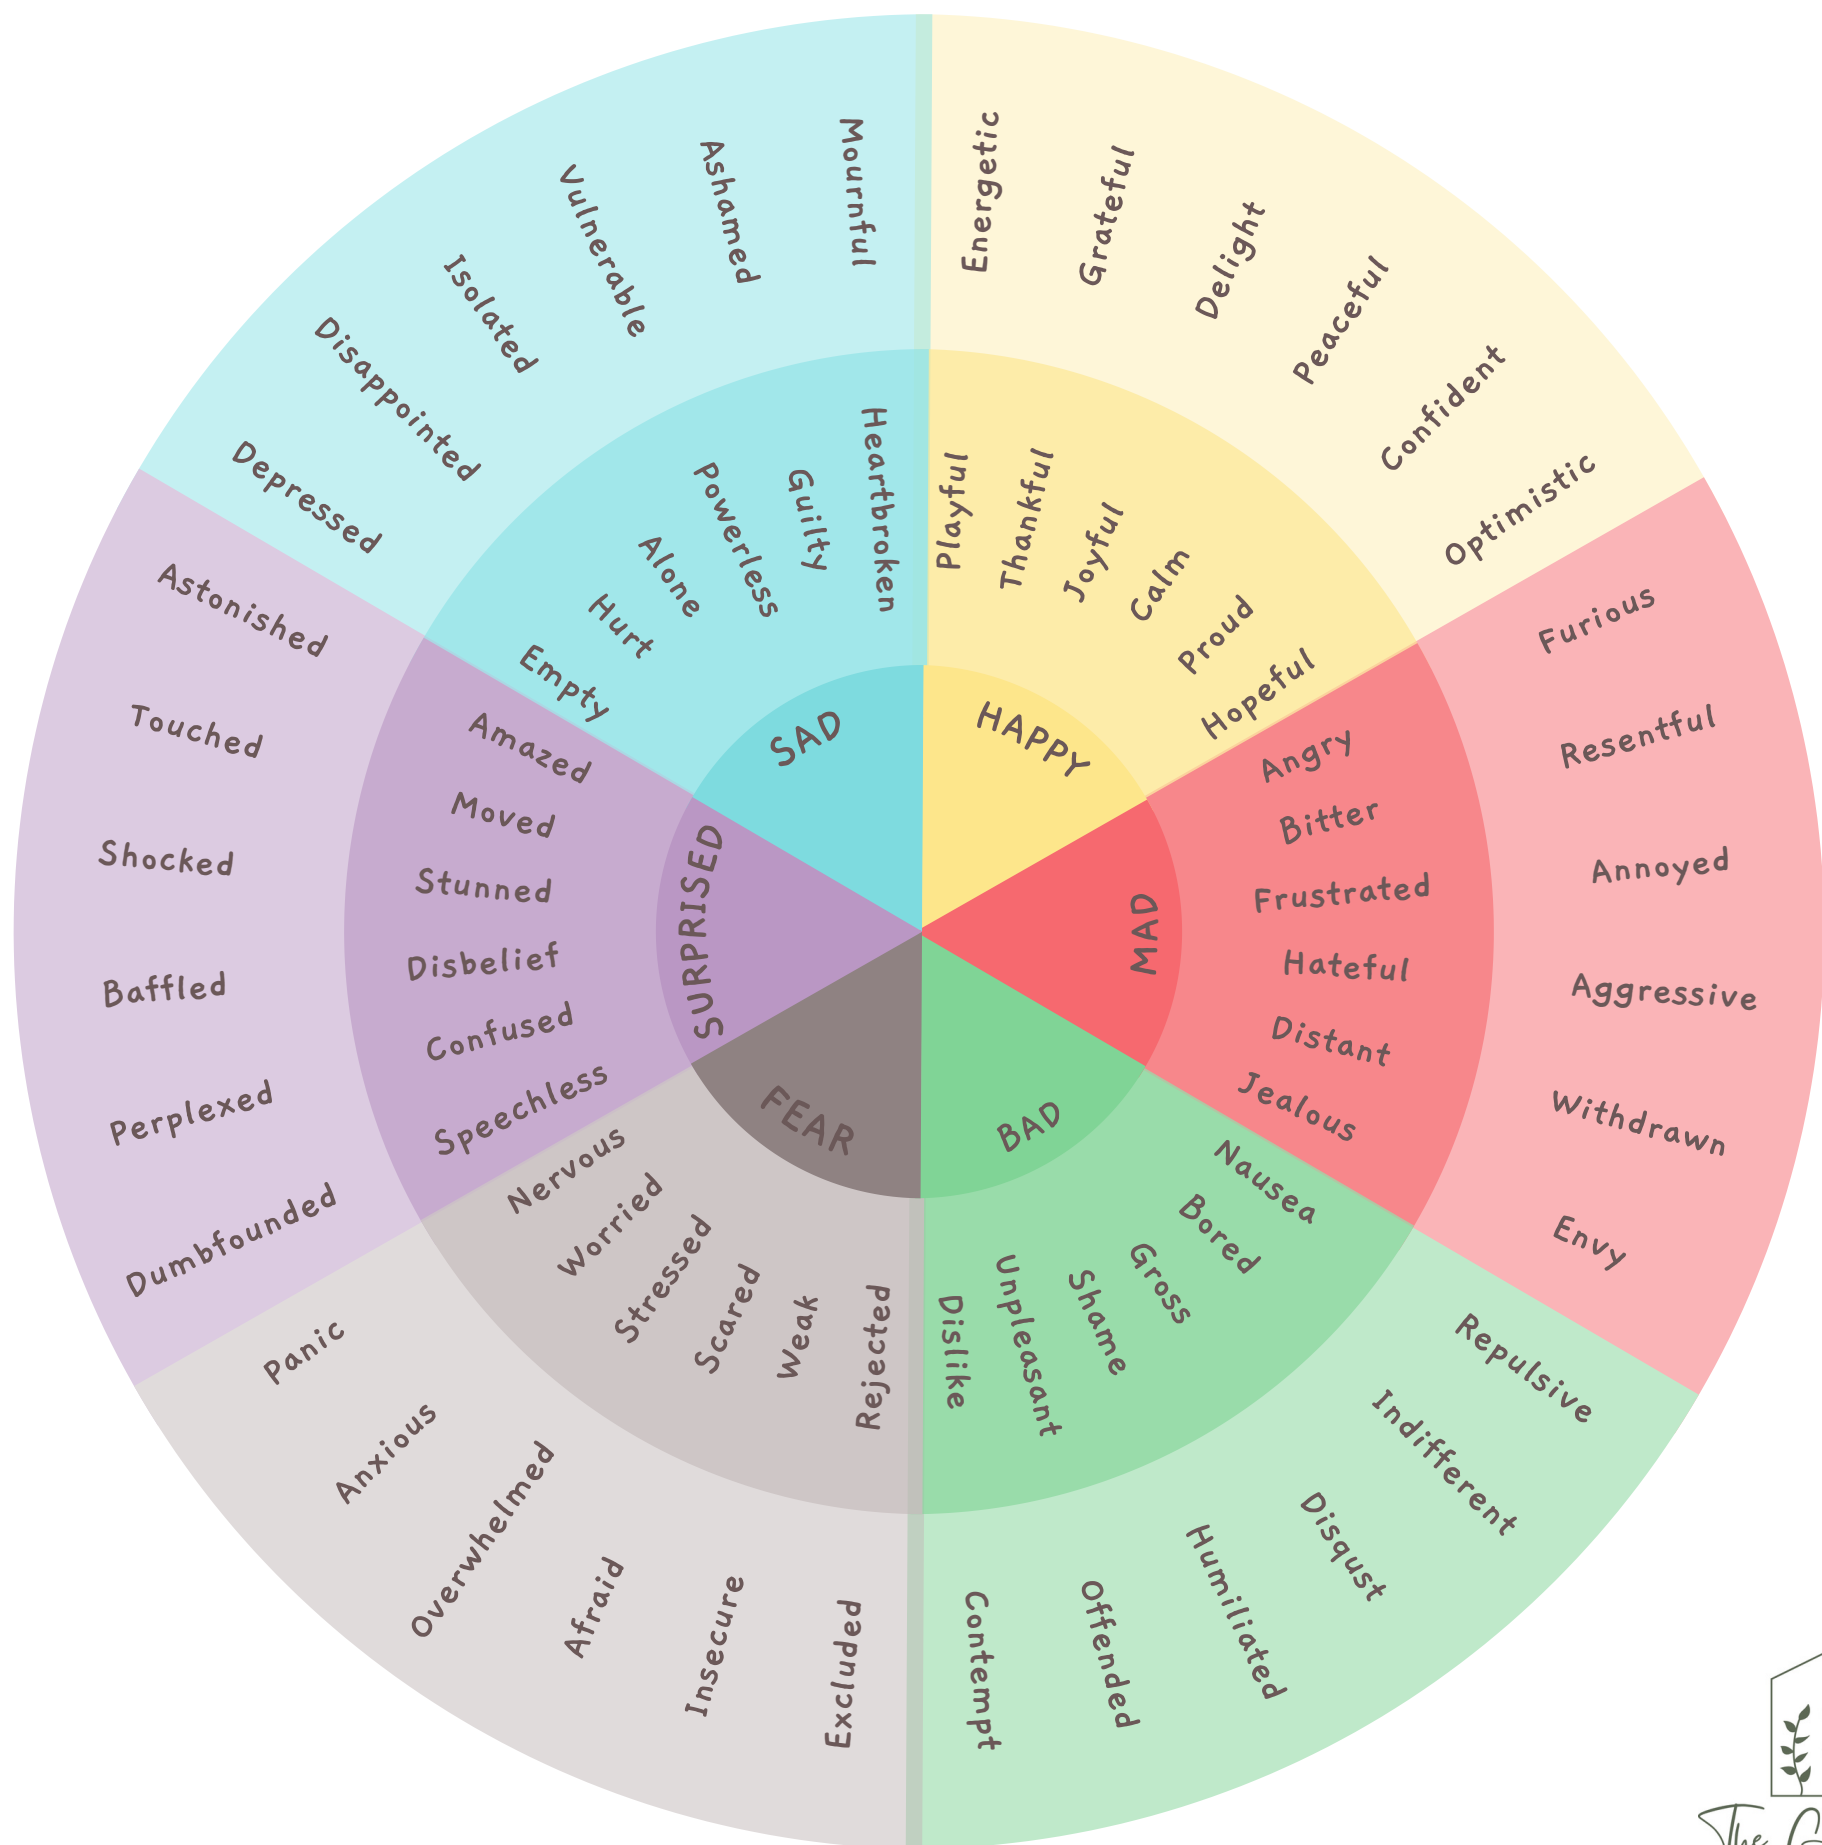 HAPPY
Playful
Thankful
Joyful
Calm
Proud
Hopeful
Energetic
Grateful
Delight
Peaceful
Confident
Optimistic
MAD
Angry
Bitter
Frustrated
Hateful
Distant
Jealous
Furious
Resentful
Annoyed
Aggressive
Withdrawn
Envy
BAD
Nausea
Bored
Gross
Shame
Unpleasant
Dislike
Repulsive
Indifferent
Disqust
Humiliated
Offended
Contempt
FEAR
Rejected
Weak
Scared
Stressed
Worried
Nervous
Excluded
Insecure
Afraid
Overwhelmed
Anxious
Panic
SURPRISED
Speechless
Confused
Disbelief
Stunned
Moved
Amazed
Dumbfounded
Perplexed
Baffled
Shocked
Touched
Astonished
SAD
Empty
Hurt
Alone
Powerless
Guilty
Heartbroken
Depressed
Disappointed
Isolated
Vulnerable
Ashamed
Mournful
The